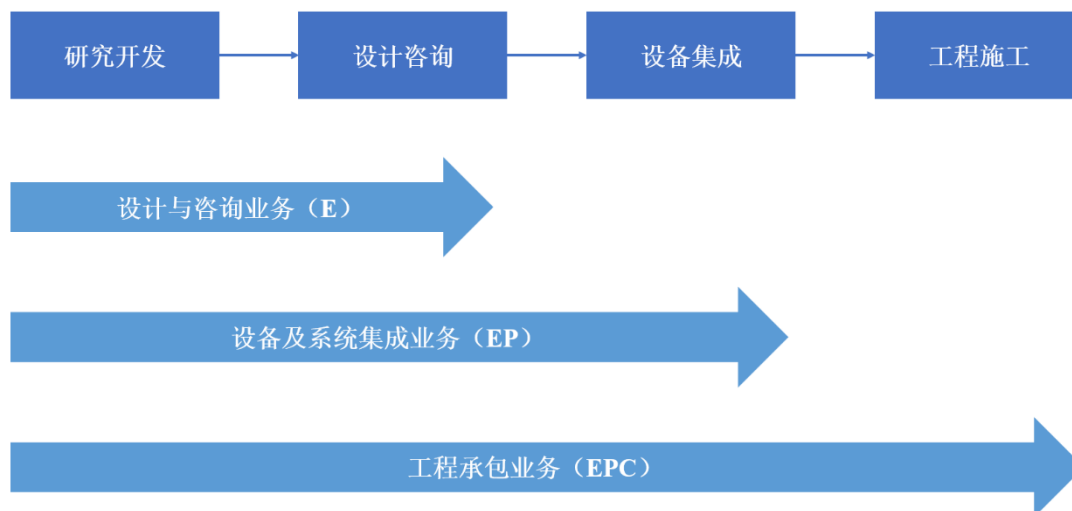 研究开发
设计咨询
设备集成
工程施工
设计与咨询业务（E）
设备及系统集成业务（EP）
工程承包业务（EPC）